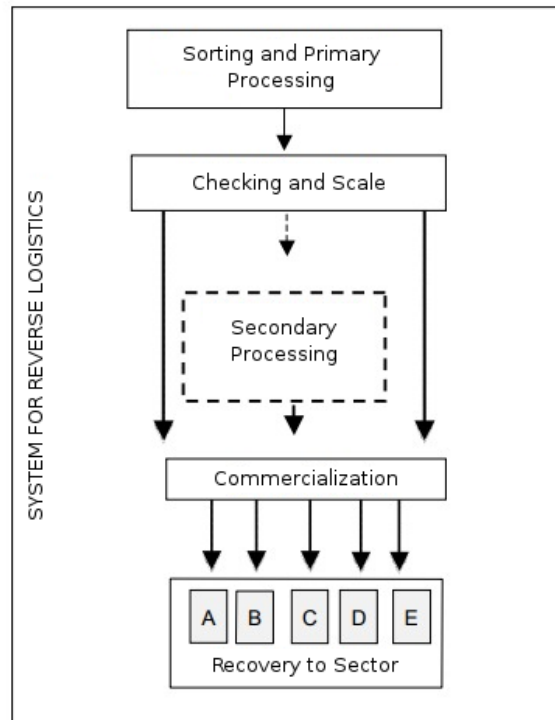 SYSTEM FOR REVERSE LOGISTICS
Sorting and Primary
Processing
Checking and Scale
Secondary
Processing
Commercialization
A B C D E
Recovery to Sector